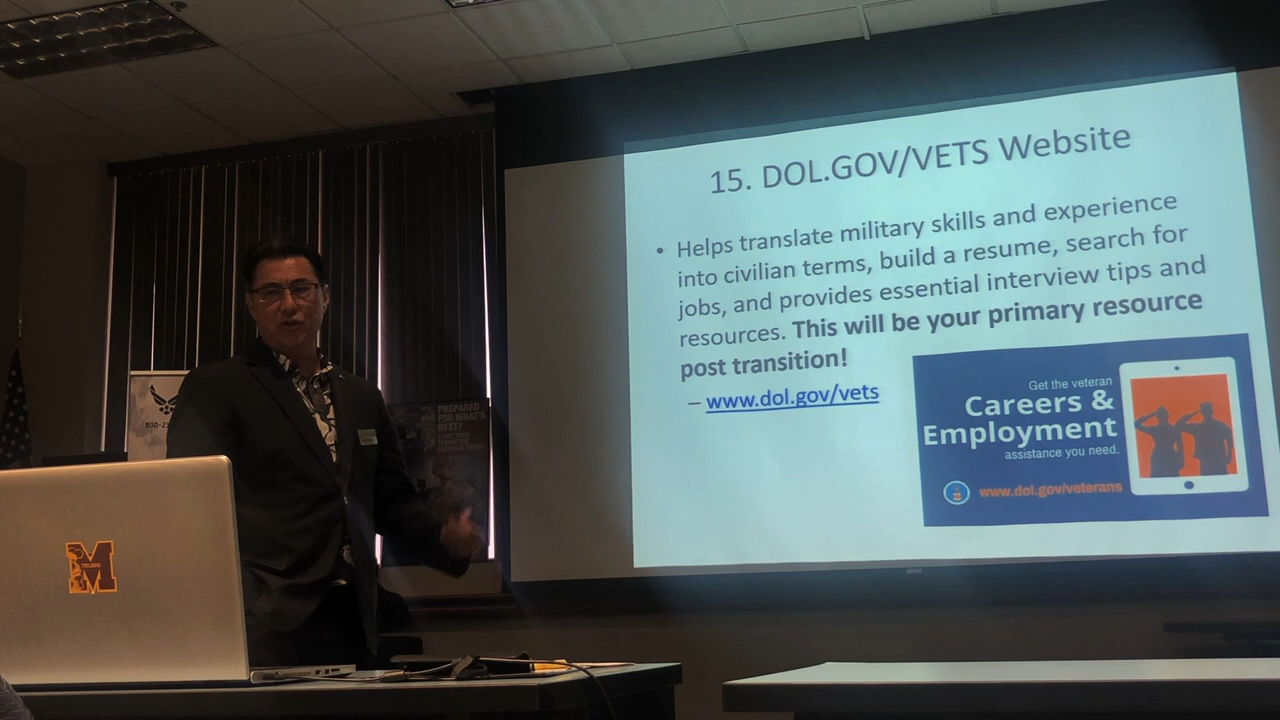 15. DOL.GOV/VETS Website
• Helps translate military skills and experience
into civilian terms, build a resume, search for
jobs, and provides essential interview tips and
resources. This will be your primary resource
post transition!
– www.dol.gov/vets
Get the veteran
Careers &
Employment
assistance you need.
www.dol.gov/veterans
PREPARED
FOR WHAT'S
NEXT?
M
TROJANS